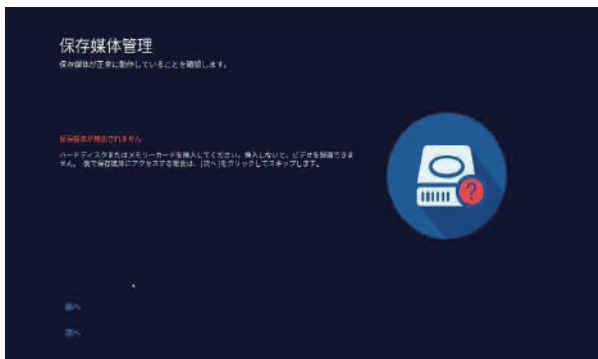 保存媒体管理
保存媒体が正常に動作していることを確認します。
保存媒体が検出されません
ハードディスクまたはメモリーカードを挿入してください。挿入しないと、ビデオを録画できま
せん。 後で保存媒体にアクセスする場合は、[次へ]をクリックしてスキップします。
前へ
次へ